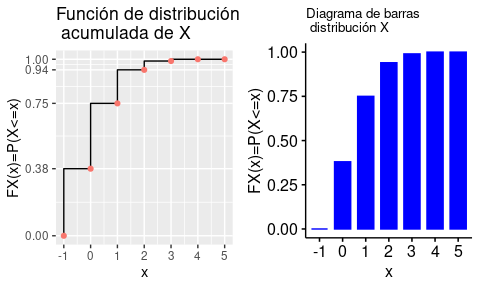 Función de distribución
acumulada de X
FX(x)=P(X<=x)
1.00
0.94
0.75
0.38
0.00
-1 0 1 2 3 4 5
x
Diagrama de barras
distribución X
FX(x)=P(X<=x)
1.00
0.75
0.50
0.25
0.00
-1 0 1 2 3 4 5
x